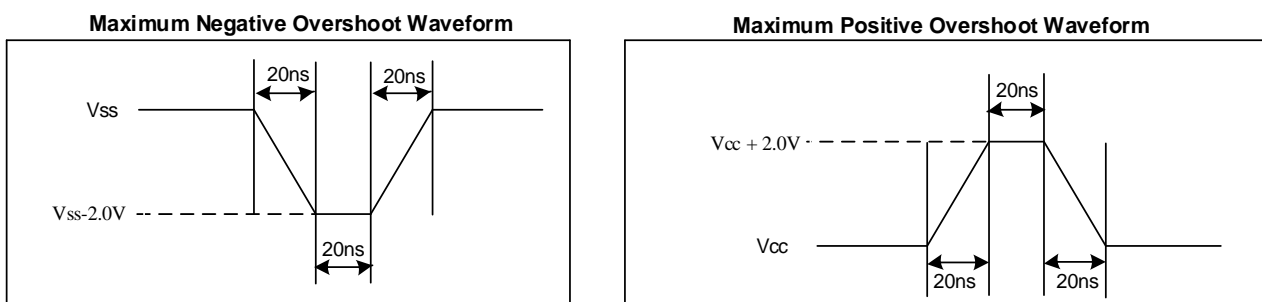 Maximum Negative Overshoot Waveform
20ns
20ns
Vss
Vss-2.0V
20ns
Maximum Positive Overshoot Waveform
20ns
Vcc + 2.0V
Vcc
20ns
20ns